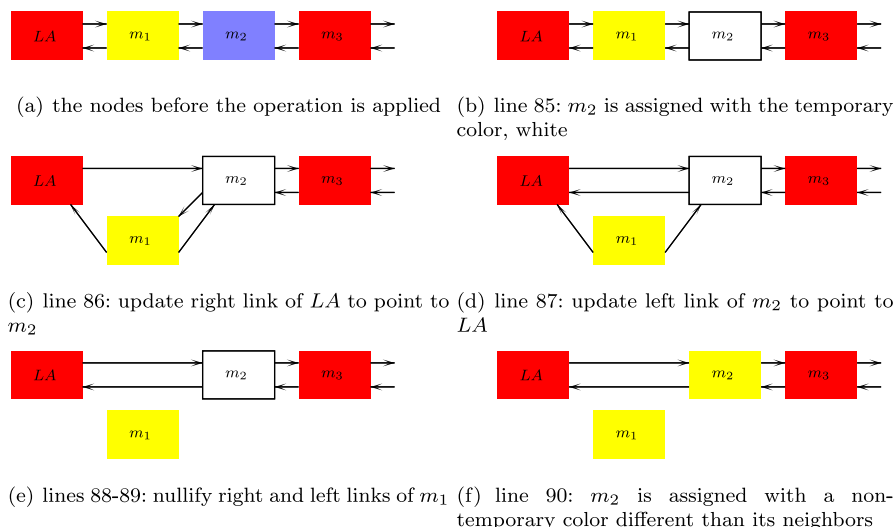 LA m1 m2 m3
LA m1 m2 m3
(a) the nodes before the operation is applied
(b) line 85: m2 is assigned with the temporary
color, white
LA m2 m3
m1
LA m2 m3
m1
(c) line 86: update right link of LA to point to
m2
(d) line 87: update left link of m2 to point to
LA
LA m2 m3
m1
LA m2 m3
m1
(e) lines 88-89: nullify right and left links of m1
(f) line 90: m2 is assigned with a non-
temporary color different than its neighbors